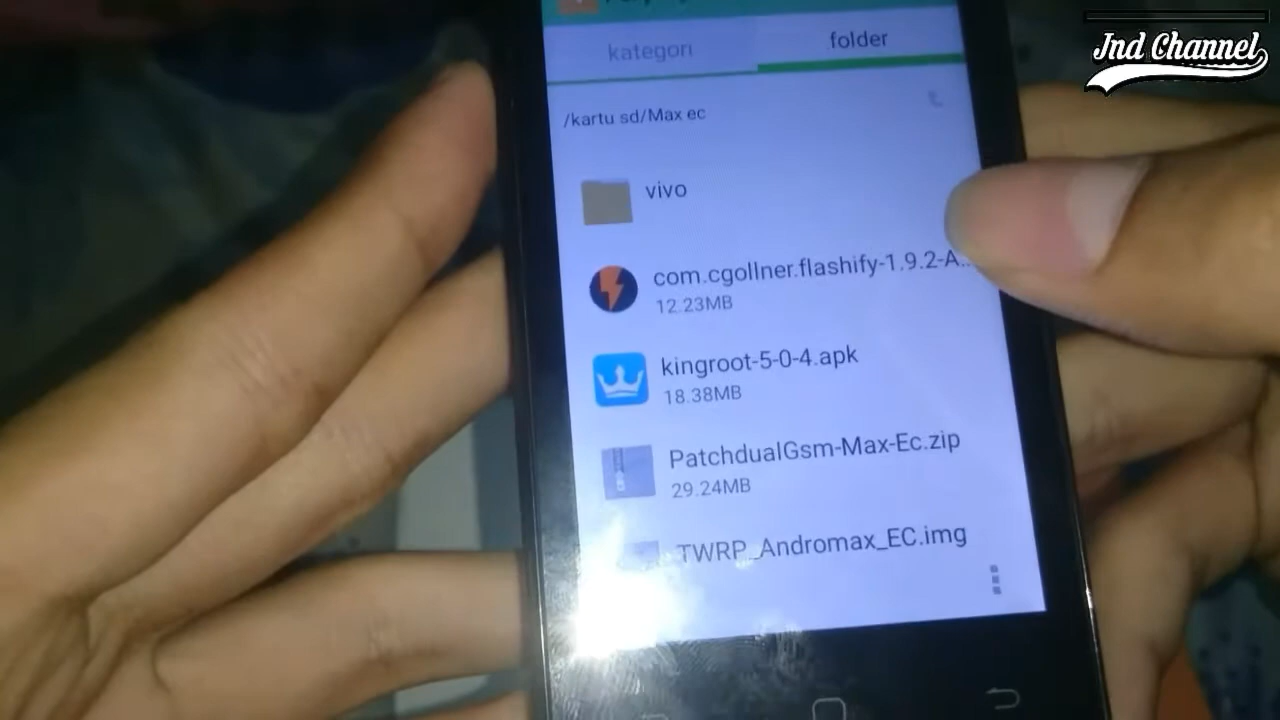 Jnd Channel
kategori
folder
/kartu sd/Max ec
vivo
com.cgollner.flashify-1.9.2-A..
12.23MB
kingroot-5-0-4.apk
18.38MB
PatchdualGsm-Max-Ec.zip
29.24MB
TWRP_Andromax_EC.img